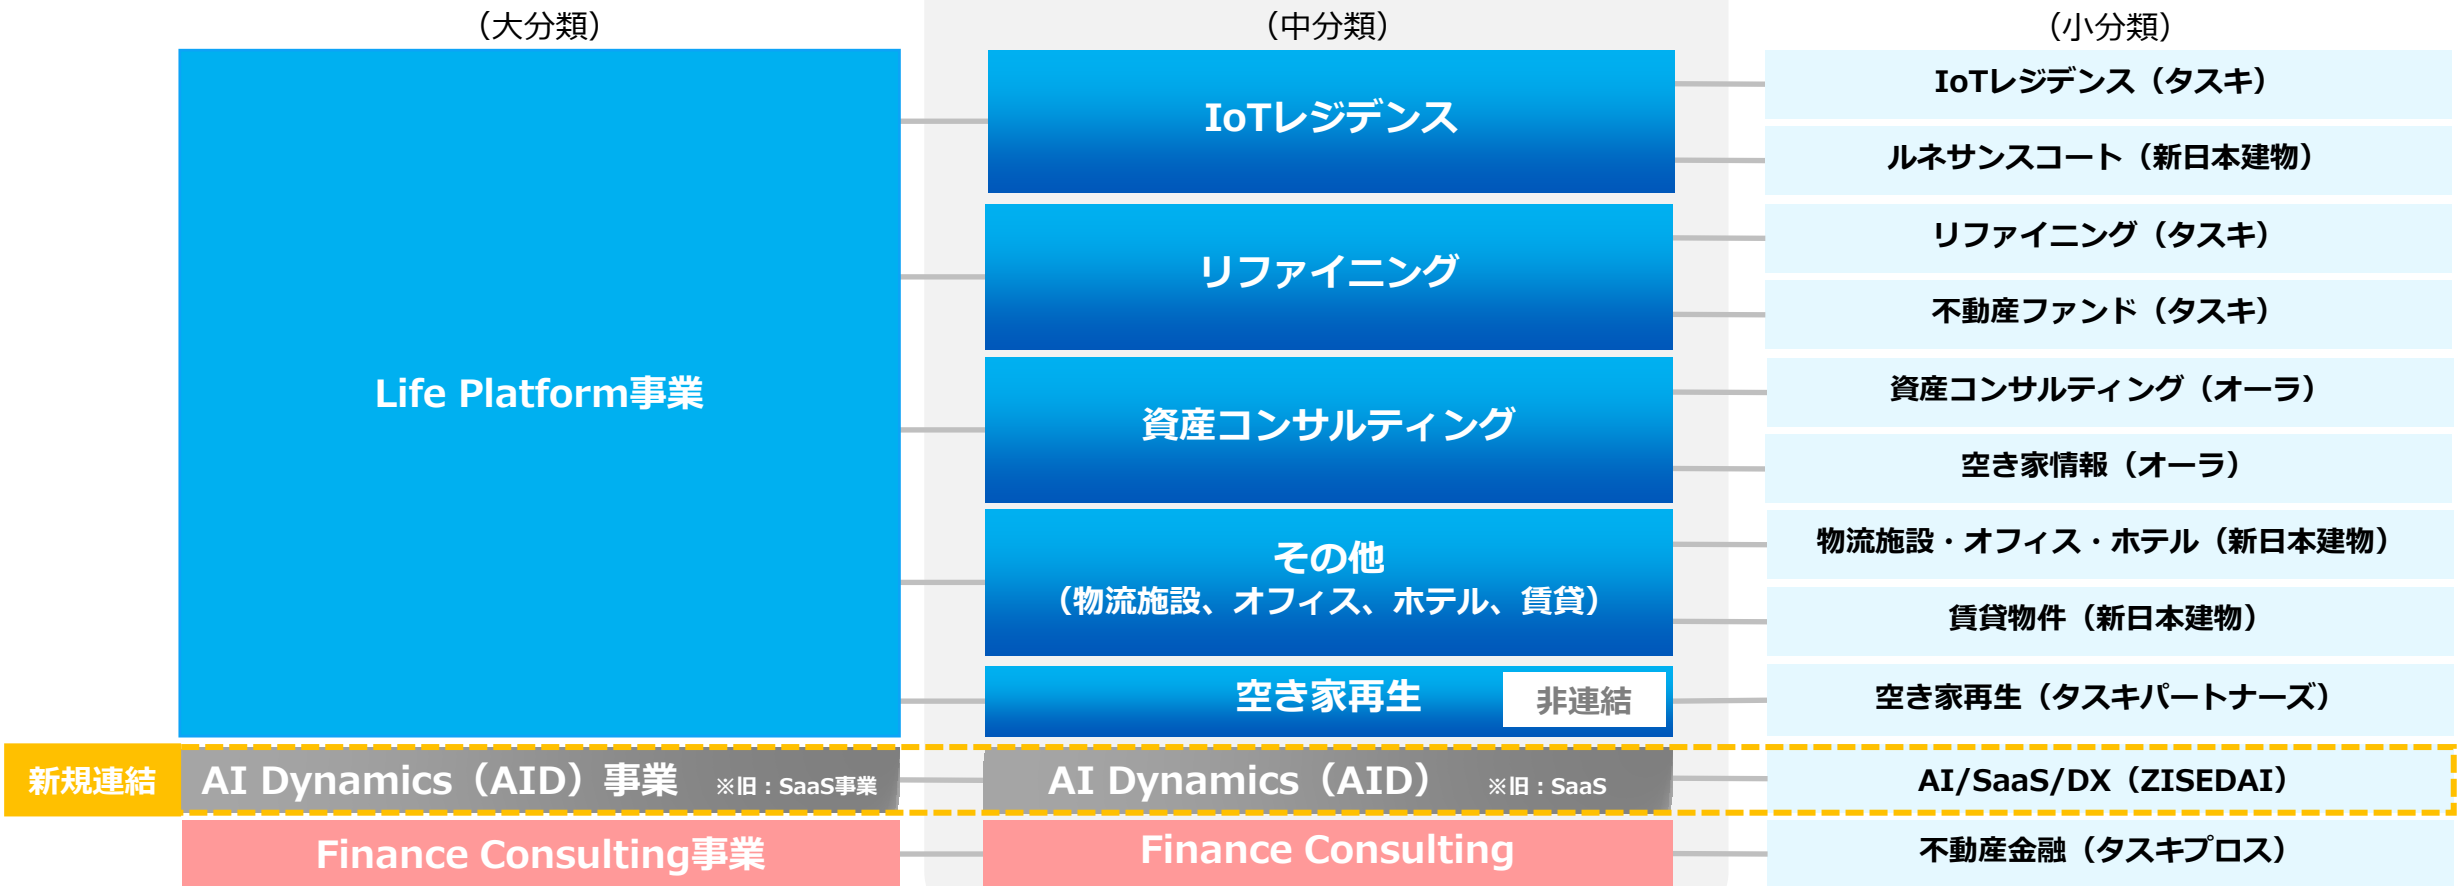 （大分類）
（中分類）
（小分類）
Life Platform事業
IoTレジデンス
IoTレジデンス（タスキ）
ルネサンスコート（新日本建物）
リファイニング
リファイニング（タスキ）
不動産ファンド（タスキ）
資産コンサルティング
資産コンサルティング（オーラ）
空き家情報（オーラ）
その他
（物流施設、オフィス、ホテル、賃貸）
物流施設・オフィス・ホテル（新日本建物）
賃貸物件（新日本建物）
空き家再生
非連結
空き家再生（タスキパートナーズ）
新規連結
AI Dynamics（AID）事業 ※旧：SaaS事業
AI Dynamics（AID） ※旧：SaaS
AI/SaaS/DX（ZISEDAI）
Finance Consulting事業
Finance Consulting
不動産金融（タスキプロス）